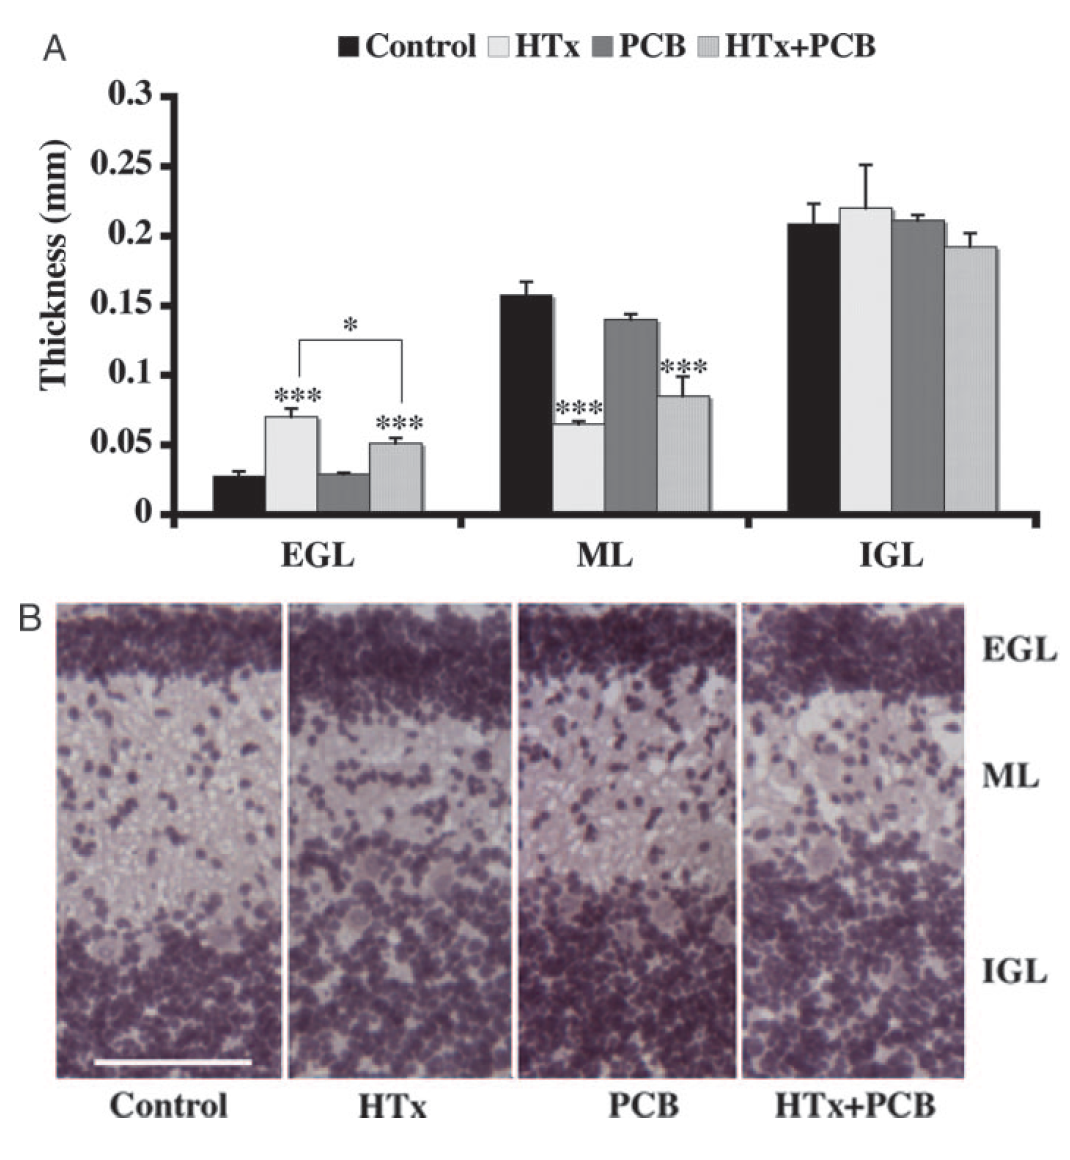 A
Control HTx PCB HTx+PCB
0.3
0.25
0.2
0.15
0.1
0.05
0
Thickness (mm)
*
***
***
***
***
EGL ML IGL
B
EGL
ML
IGL
Control HTx PCB HTx+PCB